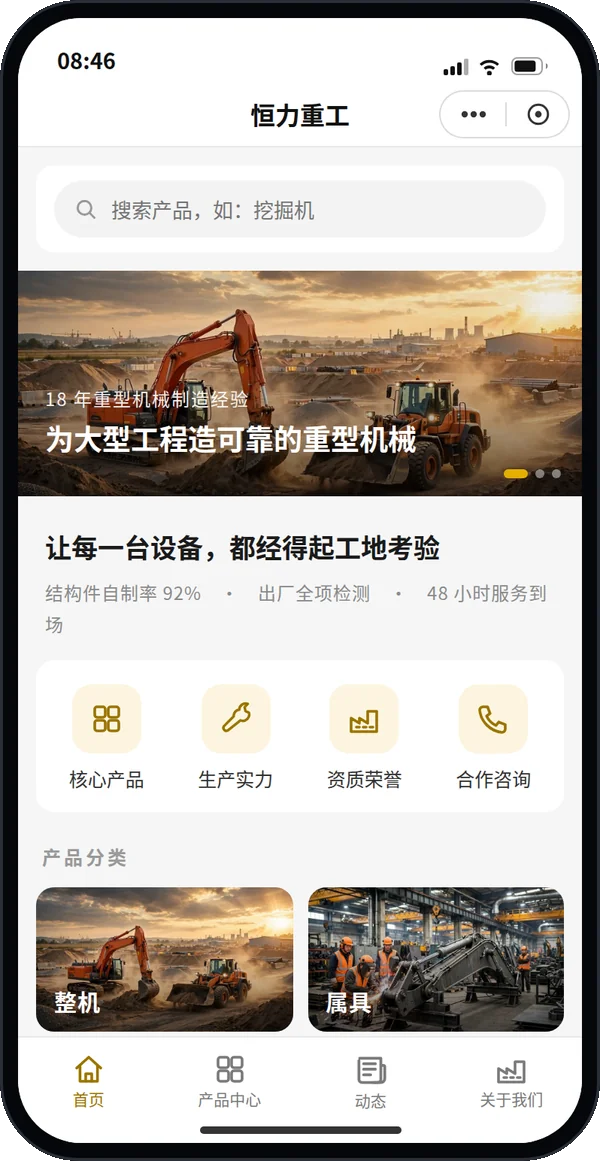 08:46
恒力重工
搜索产品，如：挖掘机
18 年重型机械制造经验
为大型工程造可靠的重型机械
让每一台设备，都经得起工地考验
结构件自制率 92% • 出厂全项检测 • 48 小时服务到
场
核心产品 生产实力 资质荣誉 合作咨询
产品分类
整机 属具
首页 产品中心 动态 关于我们